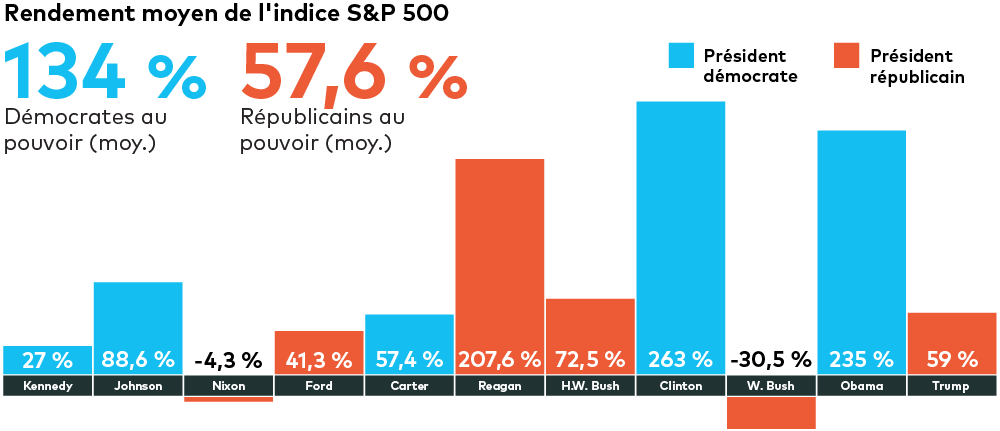 Rendement moyen de l'indice S&P 500
134 %
Démocrates au
pouvoir (moy.)
57,6 %
Républicains au
pouvoir (moy.)
Président
démocrate
Président
républicain
27 %
88,6 %
-4,3 %
41,3 %
57,4 %
207,6 %
72,5 %
263 %
-30,5 %
235 %
59 %
Kennedy
Johnson
Nixon
Ford
Carter
Reagan
H.W. Bush
Clinton
W. Bush
Obama
Trump